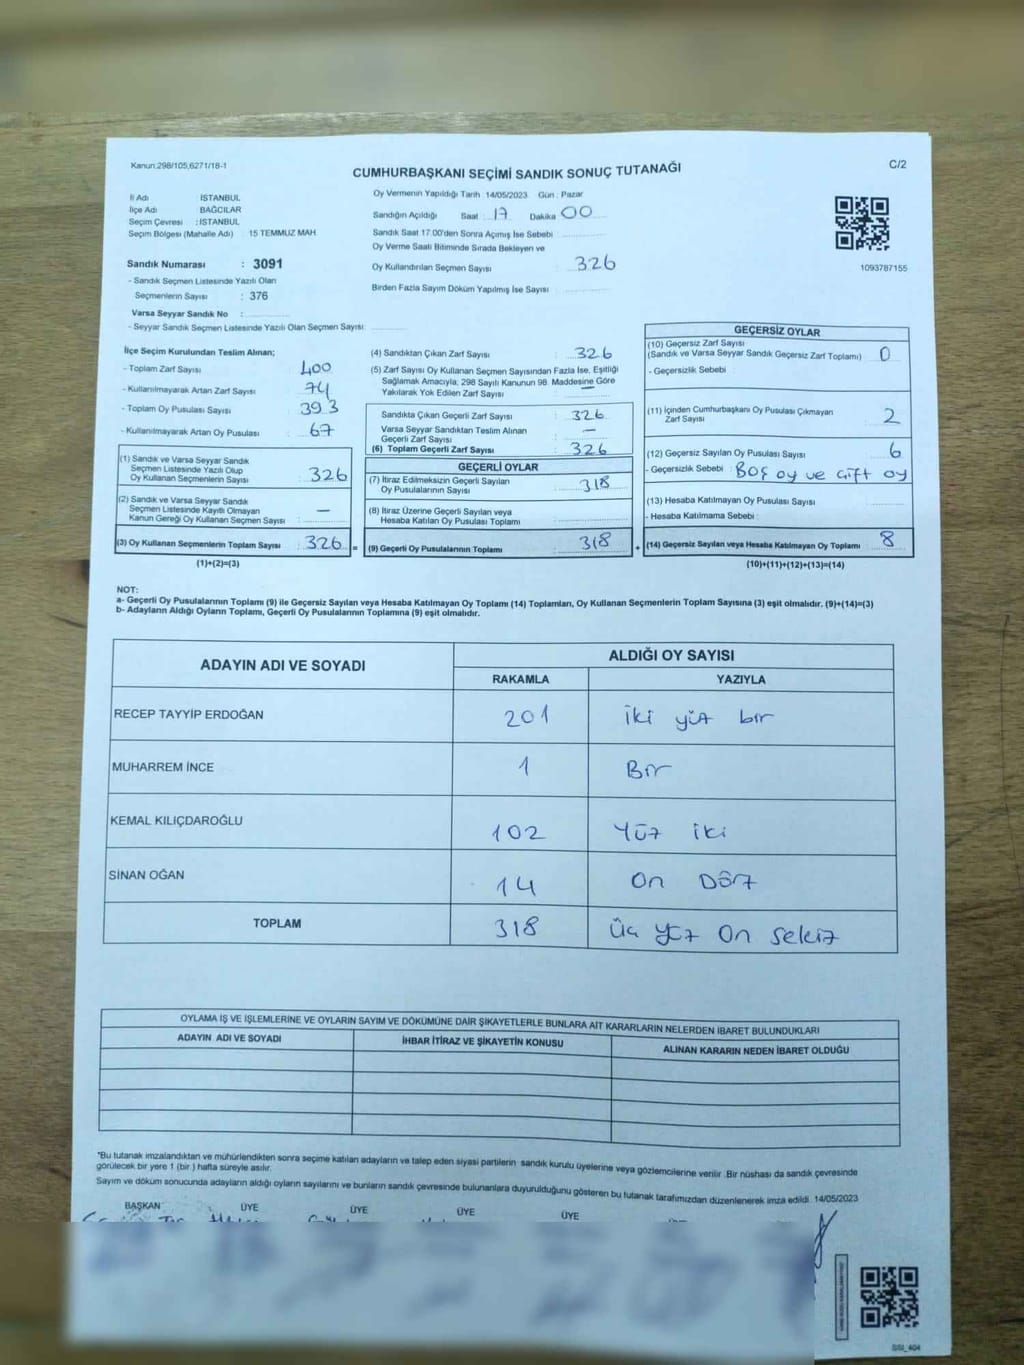 Kanun:298/105,6271/18-1
C/2
CUMHURBAŞKANI SEÇİMİ SANDIK SONUÇ TUTANAĞI
İl Adı İSTANBUL
İlçe Adı BAĞCILAR
Seçim Çevresi : İSTANBUL
Seçim Bölgesi (Mahalle Adı) 15 TEMMUZ MAH
Sandık Numarası : 3091
- Sandık Seçmen Listesinde Yazılı Olan
Seçmenlerin Sayısı : 376
Varsa Seyyar Sandık No :
- Seyyar Sandık Seçmen Listesinde Yazılı Olan Seçmen Sayısı:
Oy Vermenin Yapıldığı Tarih 14/05/2023 Gün : Pazar
Sandığın Açıldığı Saat : 17 Dakika 00
Sandık Saat 17.00'den Sonra Açılmış İse Sebebi
Oy Verme Saati Bitiminde Sırada Bekleyen ve
Oy Kullandırılan Seçmen Sayısı : 326
Birden Fazla Sayım Döküm Yapılmış İse Sayısı
1093787155
İlçe Seçim Kurulundan Teslim Alınan;
- Toplam Zarf Sayısı : 400
- Kullanılmayarak Artan Zarf Sayısı : 74
- Toplam Oy Pusulası Sayısı : 393
- Kullanılmayarak Artan Oy Pusulası : 67
(1) Sandık ve Varsa Seyyar Sandık
Seçmen Listesinde Yazılı Olup
Oy Kullanan Seçmenlerin Sayısı : 326
(2) Sandık ve Varsa Seyyar Sandık
Seçmen Listesinde Kayıtlı Olmayan
Kanun Gereği Oy Kullanan Seçmen Sayısı : —
(3) Oy Kullanan Seçmenlerin Toplam Sayısı : 326 =
(1)+(2)=(3)
(4) Sandıktan Çıkan Zarf Sayısı : 326
(5) Zarf Sayısı Oy Kullanan Seçmen Sayısından Fazla İse, Eşitliği
Sağlamak Amacıyla; 298 Sayılı Kanunun 98. Maddesine Göre
Yakılarak Yok Edilen Zarf Sayısı : —
Sandıkta Çıkan Geçerli Zarf Sayısı : 326
Varsa Seyyar Sandıktan Teslim Alınan
Geçerli Zarf Sayısı : —
(6) Toplam Geçerli Zarf Sayısı : 326
GEÇERLİ OYLAR
(7) İtiraz Edilmeksizin Geçerli Sayılan
Oy Pusulalarının Sayısı : 318
(8) İtiraz Üzerine Geçerli Sayılan veya
Hesaba Katılan Oy Pusulası Toplamı
(9) Geçerli Oy Pusulalarının Toplamı : 318 +
GEÇERSİZ OYLAR
(10) Geçersiz Zarf Sayısı
(Sandık ve Varsa Seyyar Sandık Geçersiz Zarf Toplamı) : 0
- Geçersizlik Sebebi
(11) İçinden Cumhurbaşkanı Oy Pusulası Çıkmayan
Zarf Sayısı : 2
(12) Geçersiz Sayılan Oy Pusulası Sayısı : 6
- Geçersizlik Sebebi : Boş oy ve çift oy
(13) Hesaba Katılmayan Oy Pusulası Sayısı
- Hesaba Katılmama Sebebi :
(14) Geçersiz Sayılan veya Hesaba Katılmayan Oy Toplamı : 8
(10)+(11)+(12)+(13)=(14)
NOT:
a- Geçerli Oy Pusulalarının Toplamı (9) ile Geçersiz Sayılan veya Hesaba Katılmayan Oy Toplamı (14) Toplamları, Oy Kullanan Seçmenlerin Toplam Sayısına (3) eşit olmalıdır. (9)+(14)=(3)
b- Adayların Aldığı Oyların Toplamı, Geçerli Oy Pusulalarının Toplamına (9) eşit olmalıdır.
ADAYIN ADI VE SOYADI
ALDIĞI OY SAYISI
RAKAMLA YAZIYLA
RECEP TAYYİP ERDOĞAN 201 iki yüz bir
MUHARREM İNCE 1 Bir
KEMAL KILIÇDAROĞLU 102 Yüz iki
SİNAN OĞAN 14 On Dört
TOPLAM 318 Üç yüz On sekiz
OYLAMA İŞ VE İŞLEMLERİNE VE OYLARIN SAYIM VE DÖKÜMÜNE DAİR ŞİKAYETLERLE BUNLARA AİT KARARLARIN NELERDEN İBARET BULUNDUKLARI
ADAYIN ADI VE SOYADI İHBAR İTİRAZ VE ŞİKAYETİN KONUSU ALINAN KARARIN NEDEN İBARET OLDUĞU
*Bu tutanak imzalandıktan ve mühürlendikten sonra seçime katılan adayların ve talep eden siyasi partilerin sandık kurulu üyelerine veya gözlemcilerine verilir. Bir nüshası da sandık çevresinde
görülecek bir yere 1 (bir) hafta süreyle asılır.
Sayım ve döküm sonucunda adayların aldığı oyların sayılarını ve bunların sandık çevresinde bulunanlara duyurulduğunu gösteren bu tutanak tarafımızdan düzenlenerek imza edildi. 14/05/2023
BAŞKAN ÜYE ÜYE ÜYE ÜYE
SSI_404